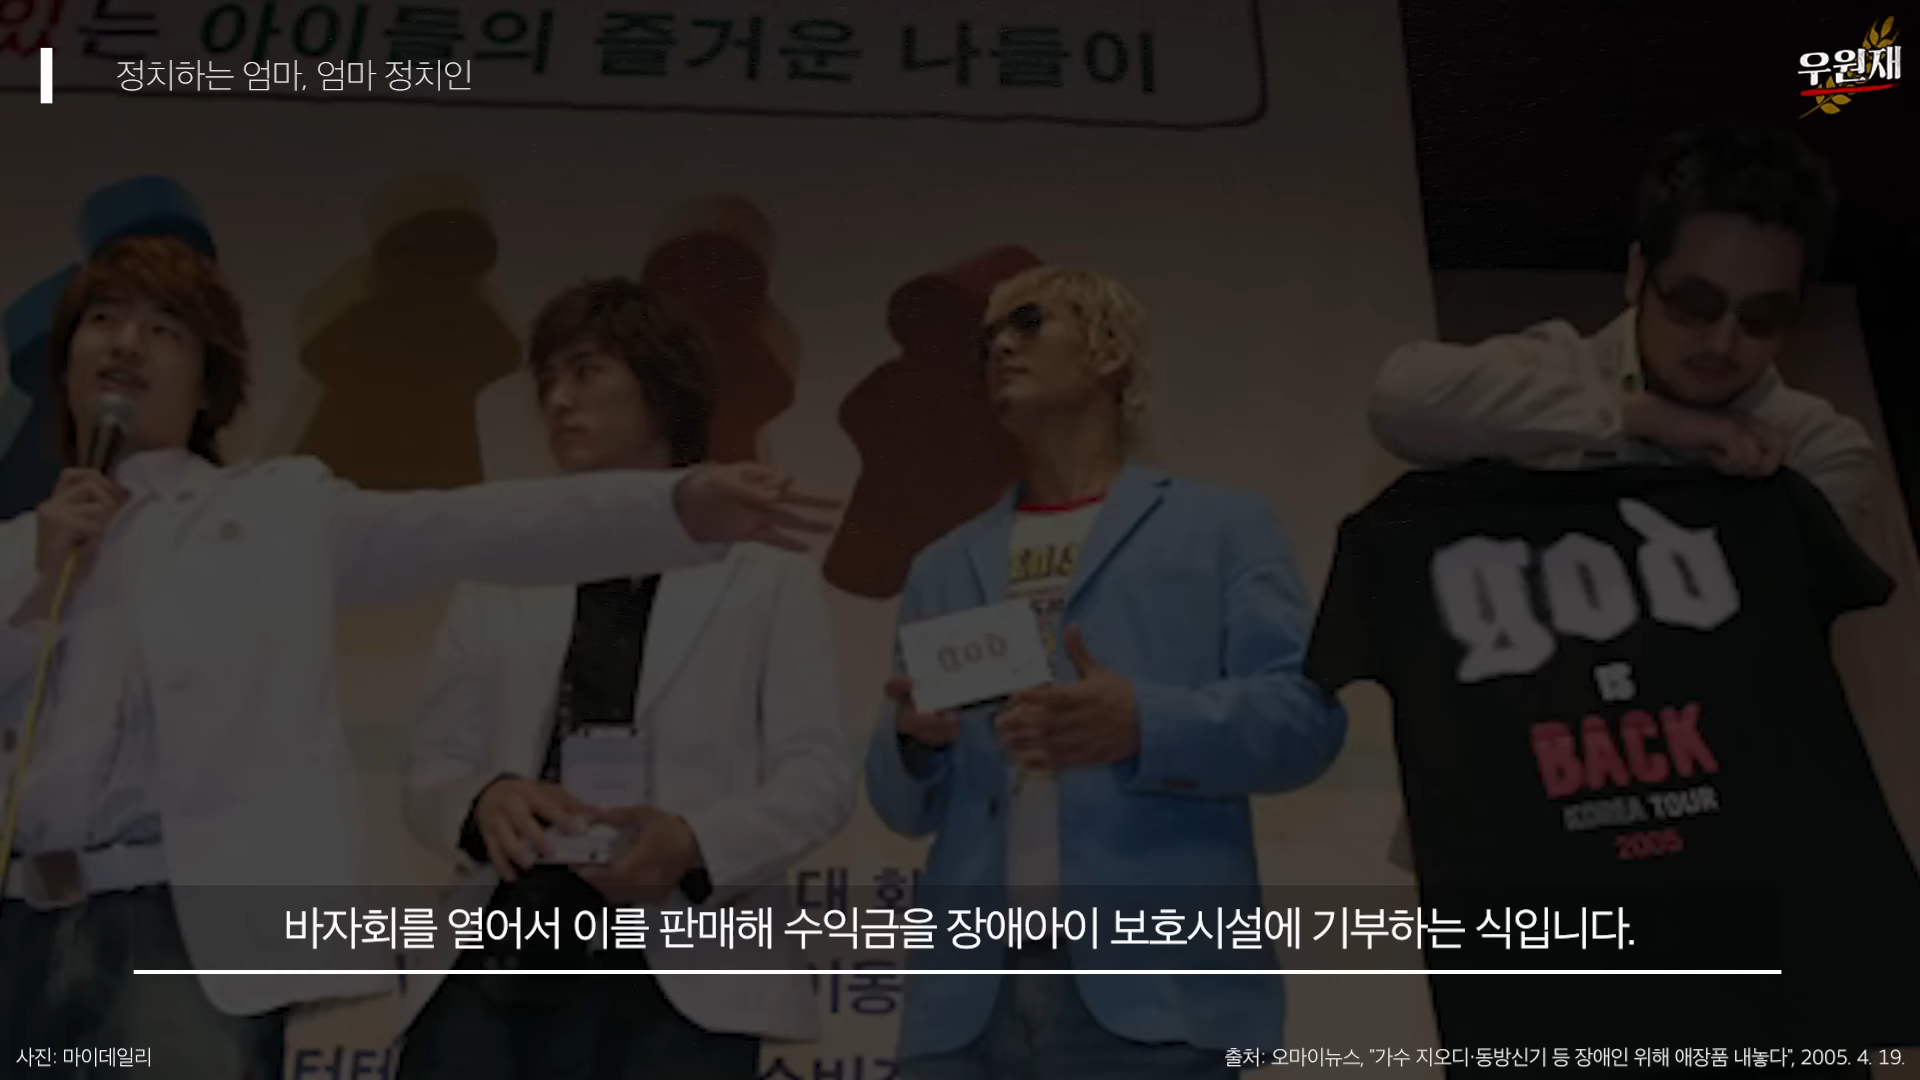 있는 아이들의 즐거운 나들이
정치하는 엄마, 엄마 정치인
우원재
GOD
god
IS
BACK
KOREA TOUR
2005
대 회
바자회를 열어서 이를 판매해 수익금을 장애아이 보호시설에 기부하는 식입니다.
이동
사진: 마이데일리
출처: 오마이뉴스, "가수 지오디·동방신기 등 장애인 위해 애장품 내놓다", 2005. 4. 19.